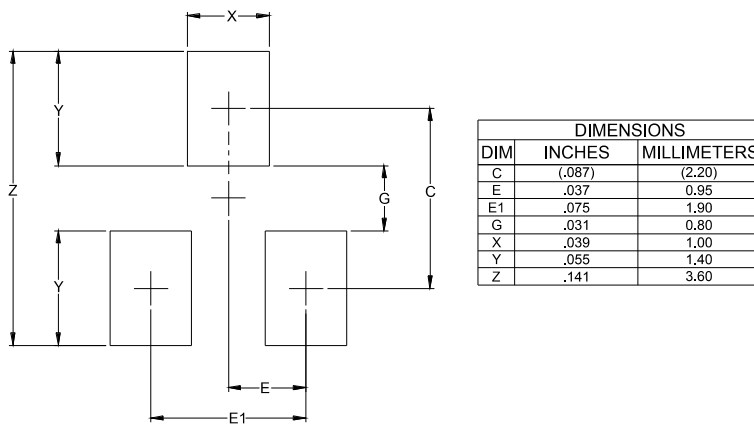 X
Y
Z
G
C
Y
E
E1
DIMENSIONS
DIM INCHES MILLIMETERS
C (.087) (2.20)
E .037 0.95
E1 .075 1.90
G .031 0.80
X .039 1.00
Y .055 1.40
Z .141 3.60